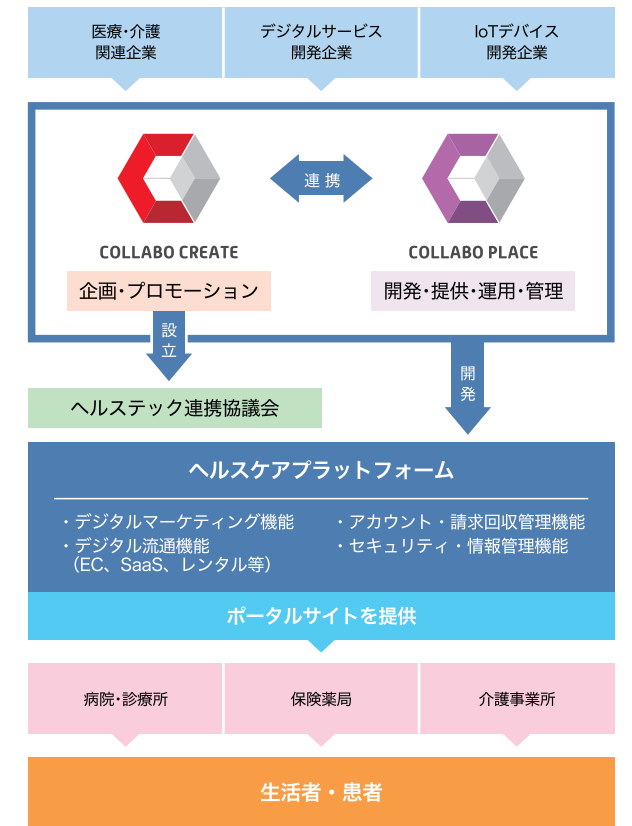 医療・介護
関連企業
デジタルサービス
開発企業
IoTデバイス
開発企業
連携
COLLABO CREATE
COLLABO PLACE
企画・プロモーション
開発・提供・運用・管理
設立
開発
ヘルステック連携協議会
ヘルスケアプラットフォーム
・デジタルマーケティング機能
・デジタル流通機能
（EC、SaaS、レンタル等）
・アカウント・請求回収管理機能
・セキュリティ・情報管理機能
ポータルサイトを提供
病院・診療所
保険薬局
介護事業所
生活者・患者